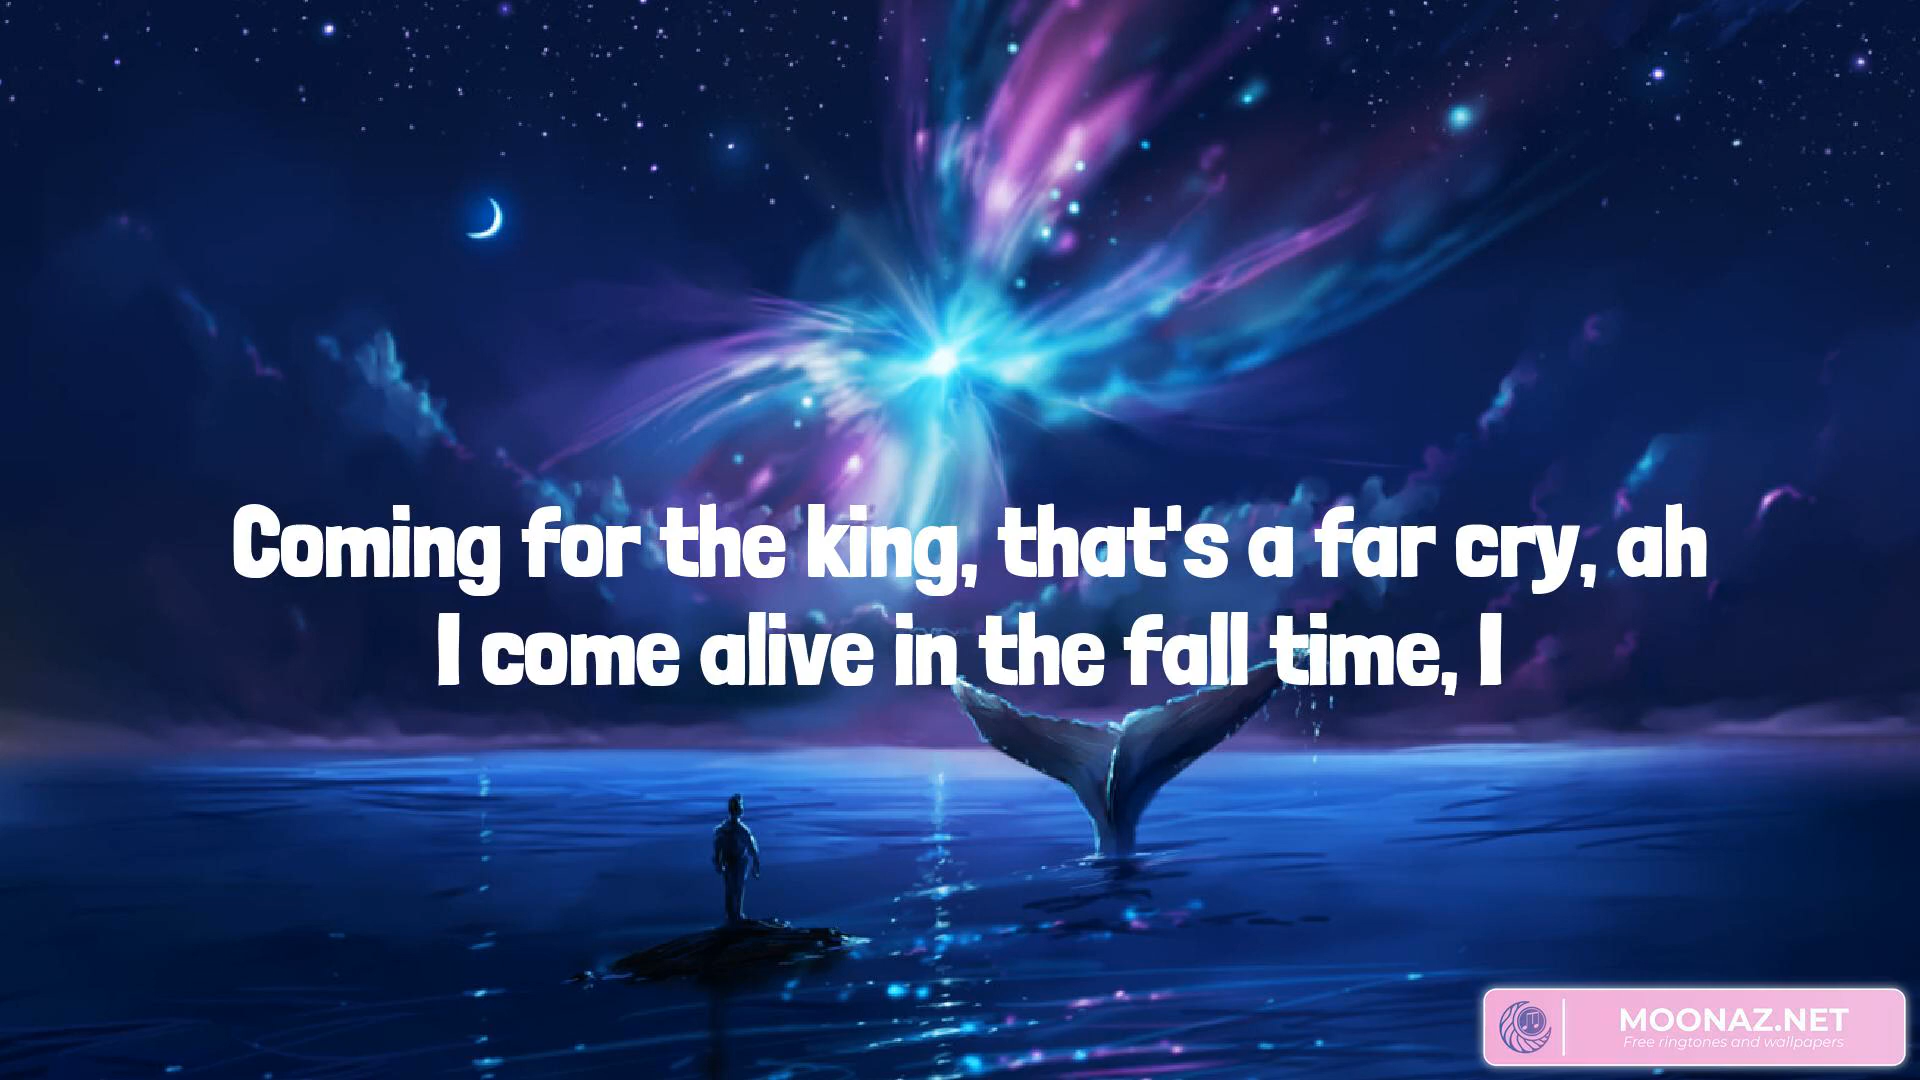 Coming for the king, that's a far cry, ah
I come alive in the fall time, I
MOONAZ.NET
Free ringtones and wallpapers